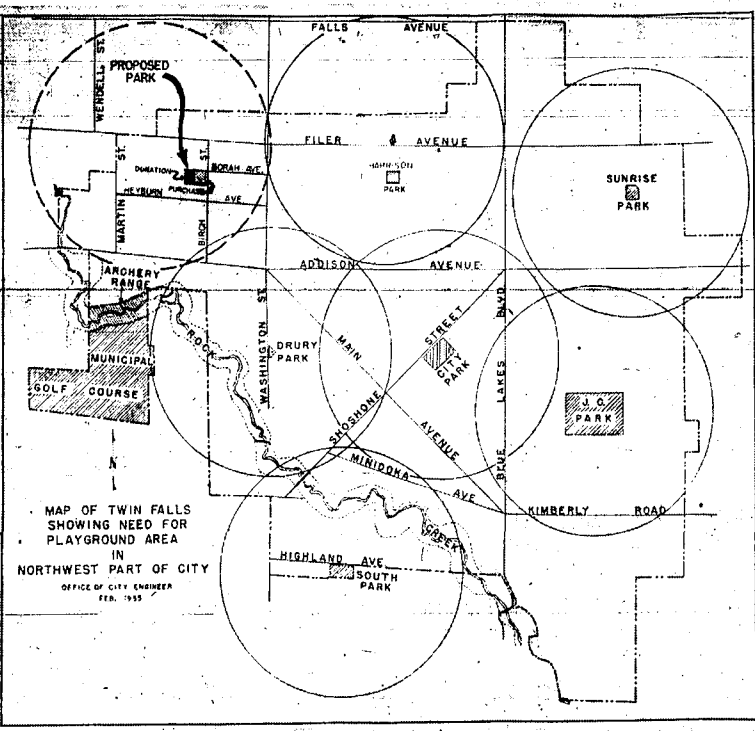 FALLS AVENUE
WENDELL ST.
PROPOSED
PARK
FILER AVENUE
MARTIN ST.
BIRCH ST.
DONATION
PURCHASE
BORAH AVE.
HEYBURN AVE
HARRISON
PARK
SUNRISE
PARK
ARCHERY
RANGE
ADDISON AVENUE
MUNICIPAL
GOLF COURSE
ROCK CREEK
WASHINGTON ST.
DRURY
PARK
MAIN AVENUE
SHOSHONE STREET
CITY
PARK
BLUE LAKES BLVD
J. C.
PARK
MINIDOKA AVE
KIMBERLY ROAD
HIGHLAND AVE
SOUTH
PARK
N
MAP OF TWIN FALLS
SHOWING NEED FOR
PLAYGROUND AREA
IN
NORTHWEST PART OF CITY
OFFICE OF CITY ENGINEER
FEB. 1955